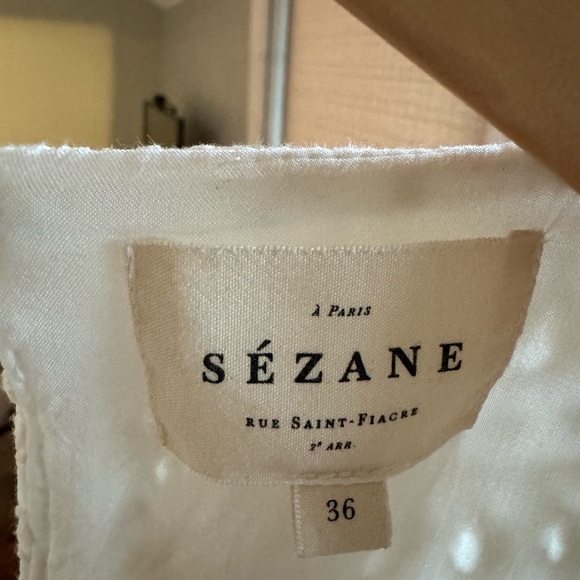 À PARIS
SÉZANE
RUE SAINT-FIACRE
2ᵉ ARR.
36